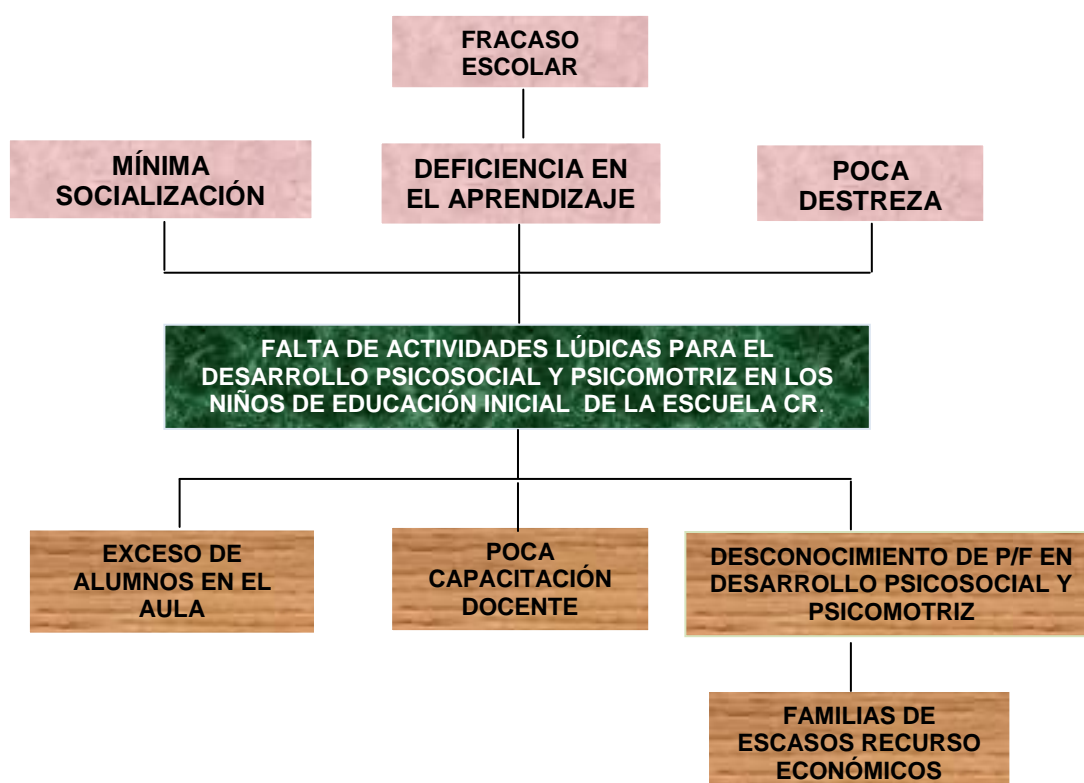 FRACASO
ESCOLAR
MÍNIMA
SOCIALIZACIÓN
DEFICIENCIA EN
EL APRENDIZAJE
POCA
DESTREZA
FALTA DE ACTIVIDADES LÚDICAS PARA EL
DESARROLLO PSICOSOCIAL Y PSICOMOTRIZ EN LOS
NIÑOS DE EDUCACIÓN INICIAL DE LA ESCUELA CR.
EXCESO DE
ALUMNOS EN EL
AULA
POCA
CAPACITACIÓN
DOCENTE
DESCONOCIMIENTO DE P/F EN
DESARROLLO PSICOSOCIAL Y
PSICOMOTRIZ
FAMILIAS DE
ESCASOS RECURSO
ECONÓMICOS